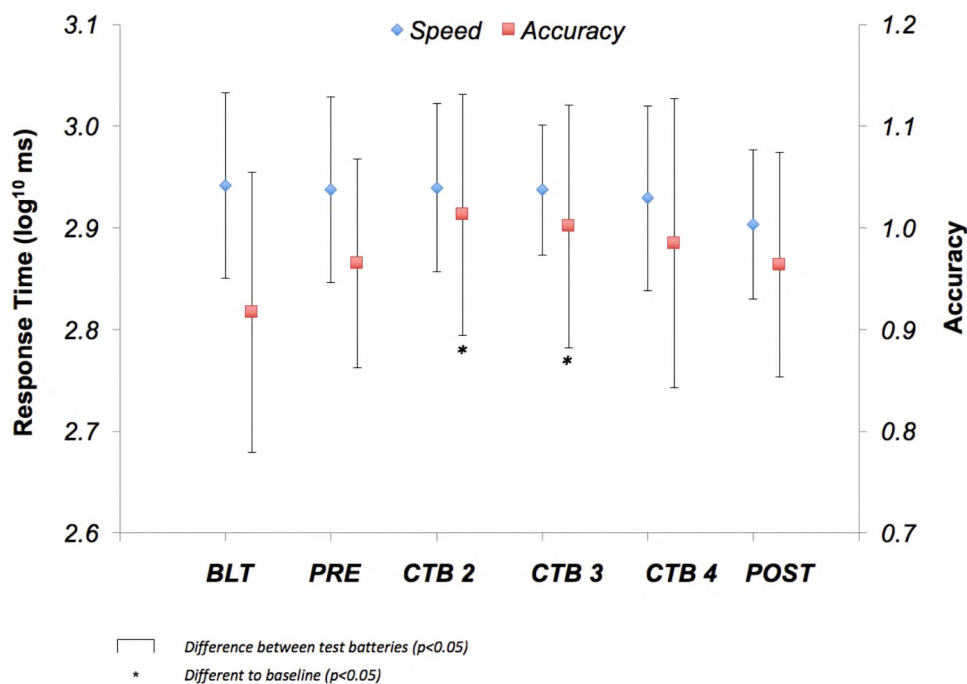 Speed Accuracy
3.1
3.0
2.9
2.8
2.7
2.6
Response Time (log¹⁰ ms)
1.2
1.1
1.0
0.9
0.8
0.7
Accuracy
*
*
BLT PRE CTB 2 CTB 3 CTB 4 POST
Difference between test batteries (p<0.05)
* Different to baseline (p<0.05)